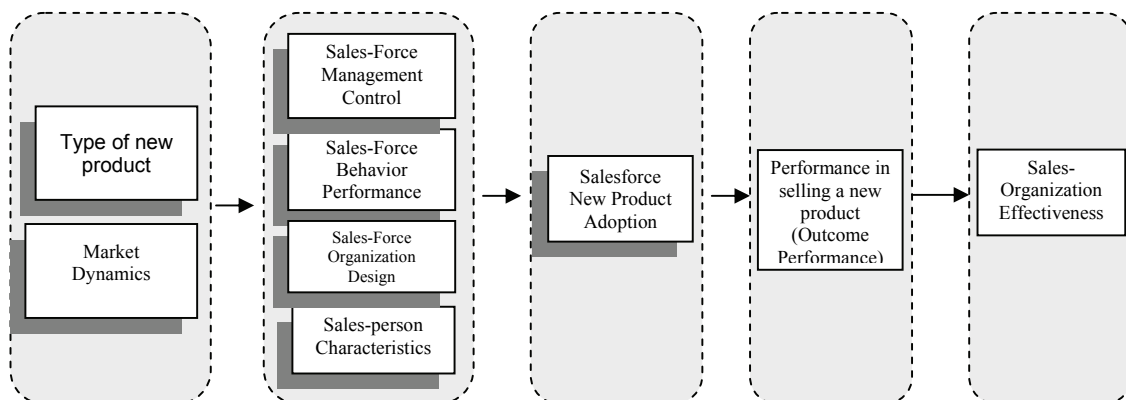 Type of new
product
Market
Dynamics
Sales-Force
Management
Control
Sales-Force
Behavior
Performance
Sales-Force
Organization
Design
Sales-person
Characteristics
Salesforce
New Product
Adoption
Performance in
selling a new
product
(Outcome
Performance)
Sales-
Organization
Effectiveness